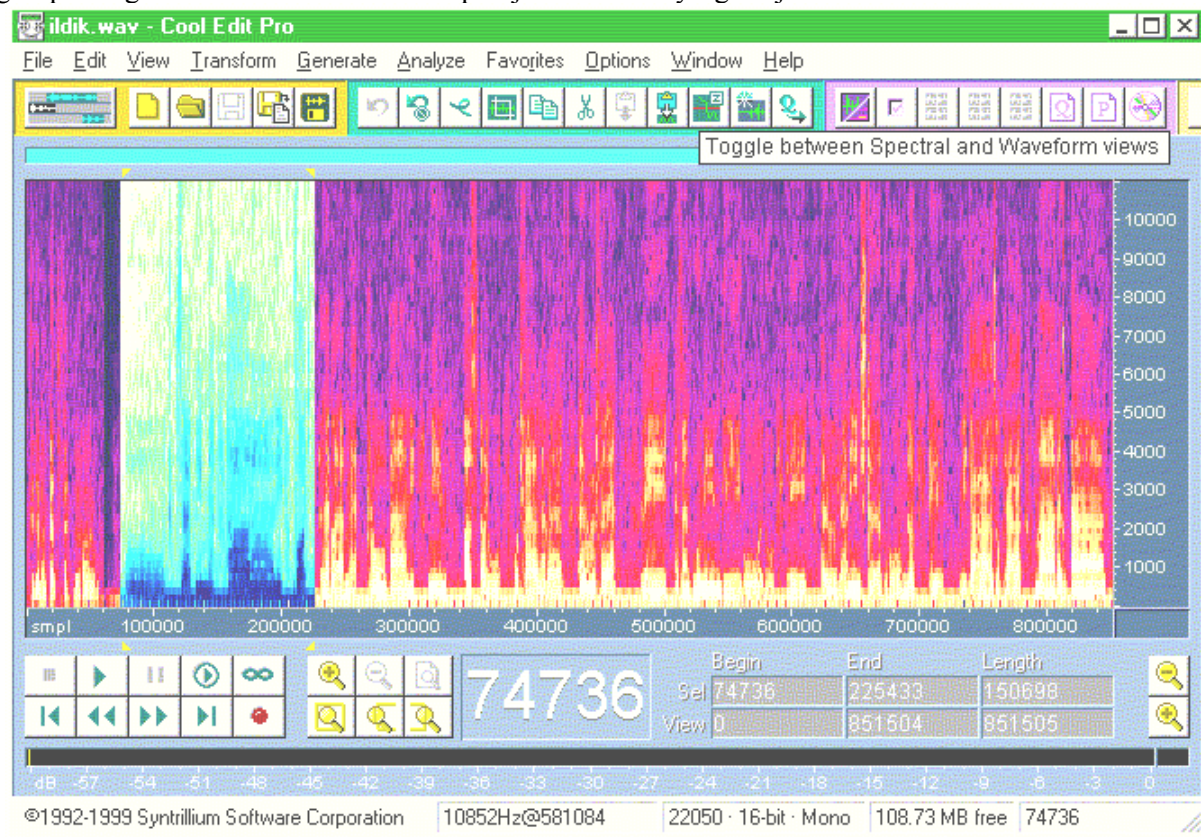 ildik.wav - Cool Edit Pro
File Edit View Transform Generate Analyze Favorites Options Window Help
Toggle between Spectral and Waveform views
10000
9000
8000
7000
6000
5000
4000
3000
2000
1000
smpl 100000 200000 300000 400000 500000 600000 700000 800000
74736
Begin End Length
Sel 74736 225433 150698
View 0 851504 851505
dB -57 -54 -51 -48 -45 -42 -39 -36 -33 -30 -27 -24 -21 -18 -15 -12 -9 -6 -3 0
©1992-1999 Syntrillium Software Corporation 10852Hz@581084 22050 · 16-bit · Mono 108.73 MB free 74736